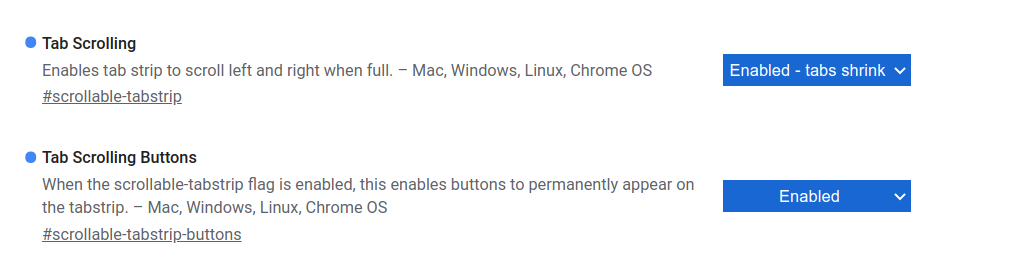 Tab Scrolling
Enables tab strip to scroll left and right when full. – Mac, Windows, Linux, Chrome OS
Enabled - tabs shrink
#scrollable-tabstrip
Tab Scrolling Buttons
When the scrollable-tabstrip flag is enabled, this enables buttons to permanently appear on
the tabstrip. – Mac, Windows, Linux, Chrome OS
Enabled
#scrollable-tabstrip-buttons